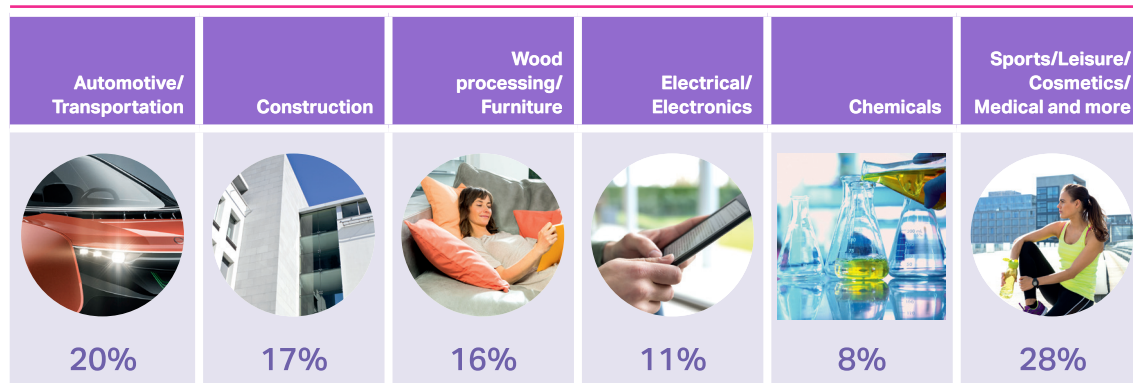 Automotive/
Transportation
Construction
Wood
processing/
Furniture
Electrical/
Electronics
Chemicals
Sports/Leisure/
Cosmetics/
Medical and more
20%
17%
16%
11%
8%
28%